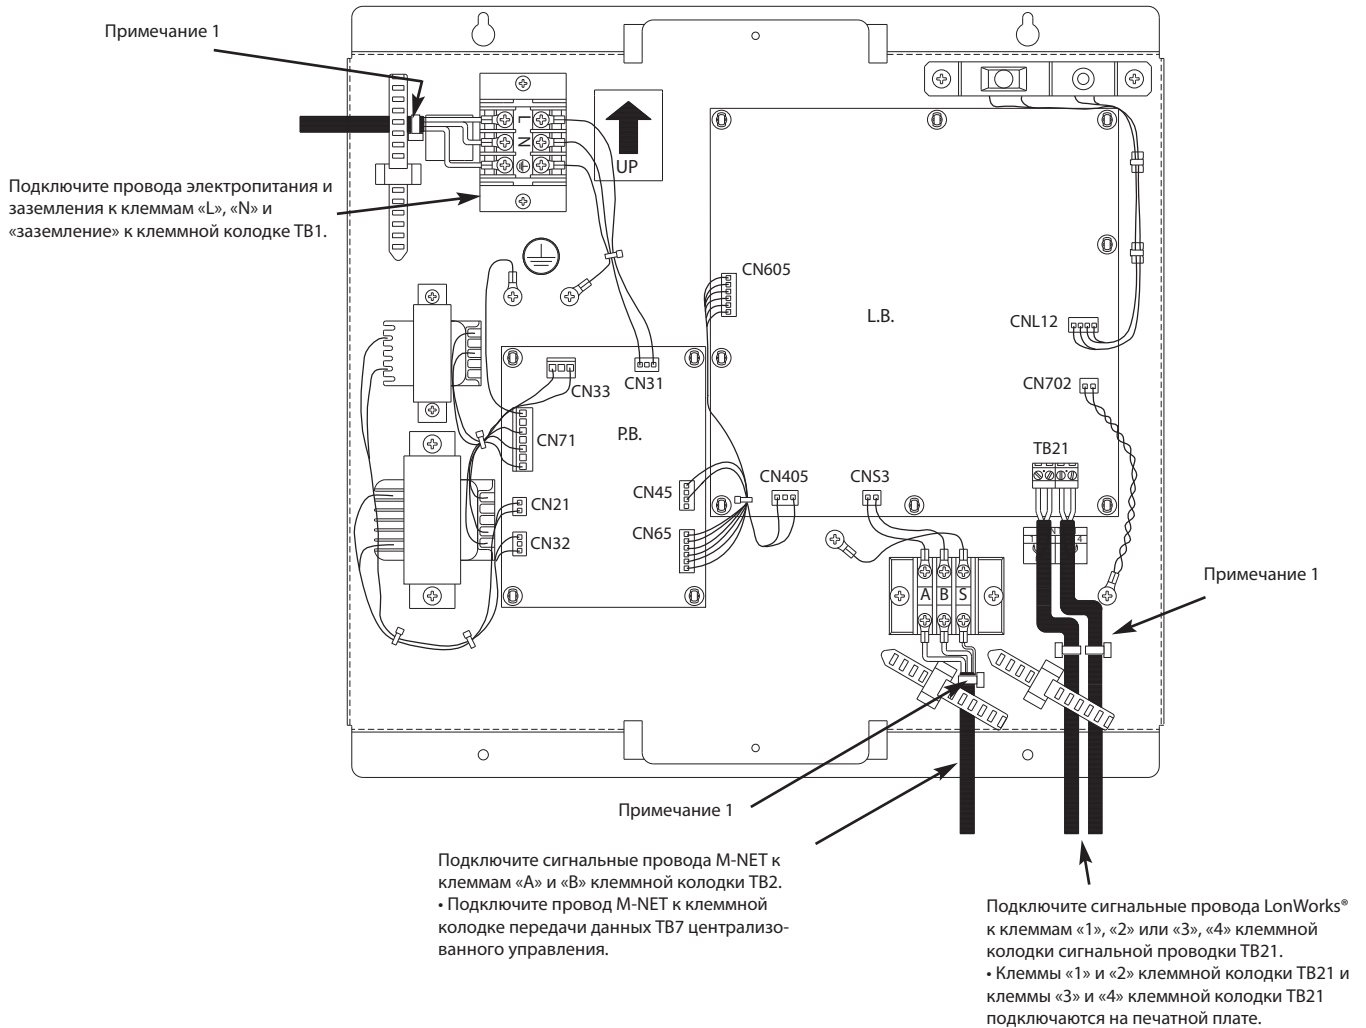 Примечание 1
Подключите провода электропитания и
заземления к клеммам «L», «N» и
«заземление» к клеммной колодке TB1.
L
N
UP
CN605
L.B.
CNL12
CN702
CN33
CN31
CN71
P.B.
TB21
CN45
CN405
CNS3
CN21
CN65
CN32
1
N
4
A B S
Примечание 1
Примечание 1
Подключите сигнальные провода M-NET к
клеммам «A» и «B» клеммной колодки TB2.
• Подключите провод M-NET к клеммной
колодке передачи данных TB7 централизо-
ванного управления.
Подключите сигнальные провода LonWorks®
к клеммам «1», «2» или «3», «4» клеммной
колодки сигнальной проводки TB21.
• Клеммы «1» и «2» клеммной колодки TB21 и
клеммы «3» и «4» клеммной колодки TB21
подключаются на печатной плате.